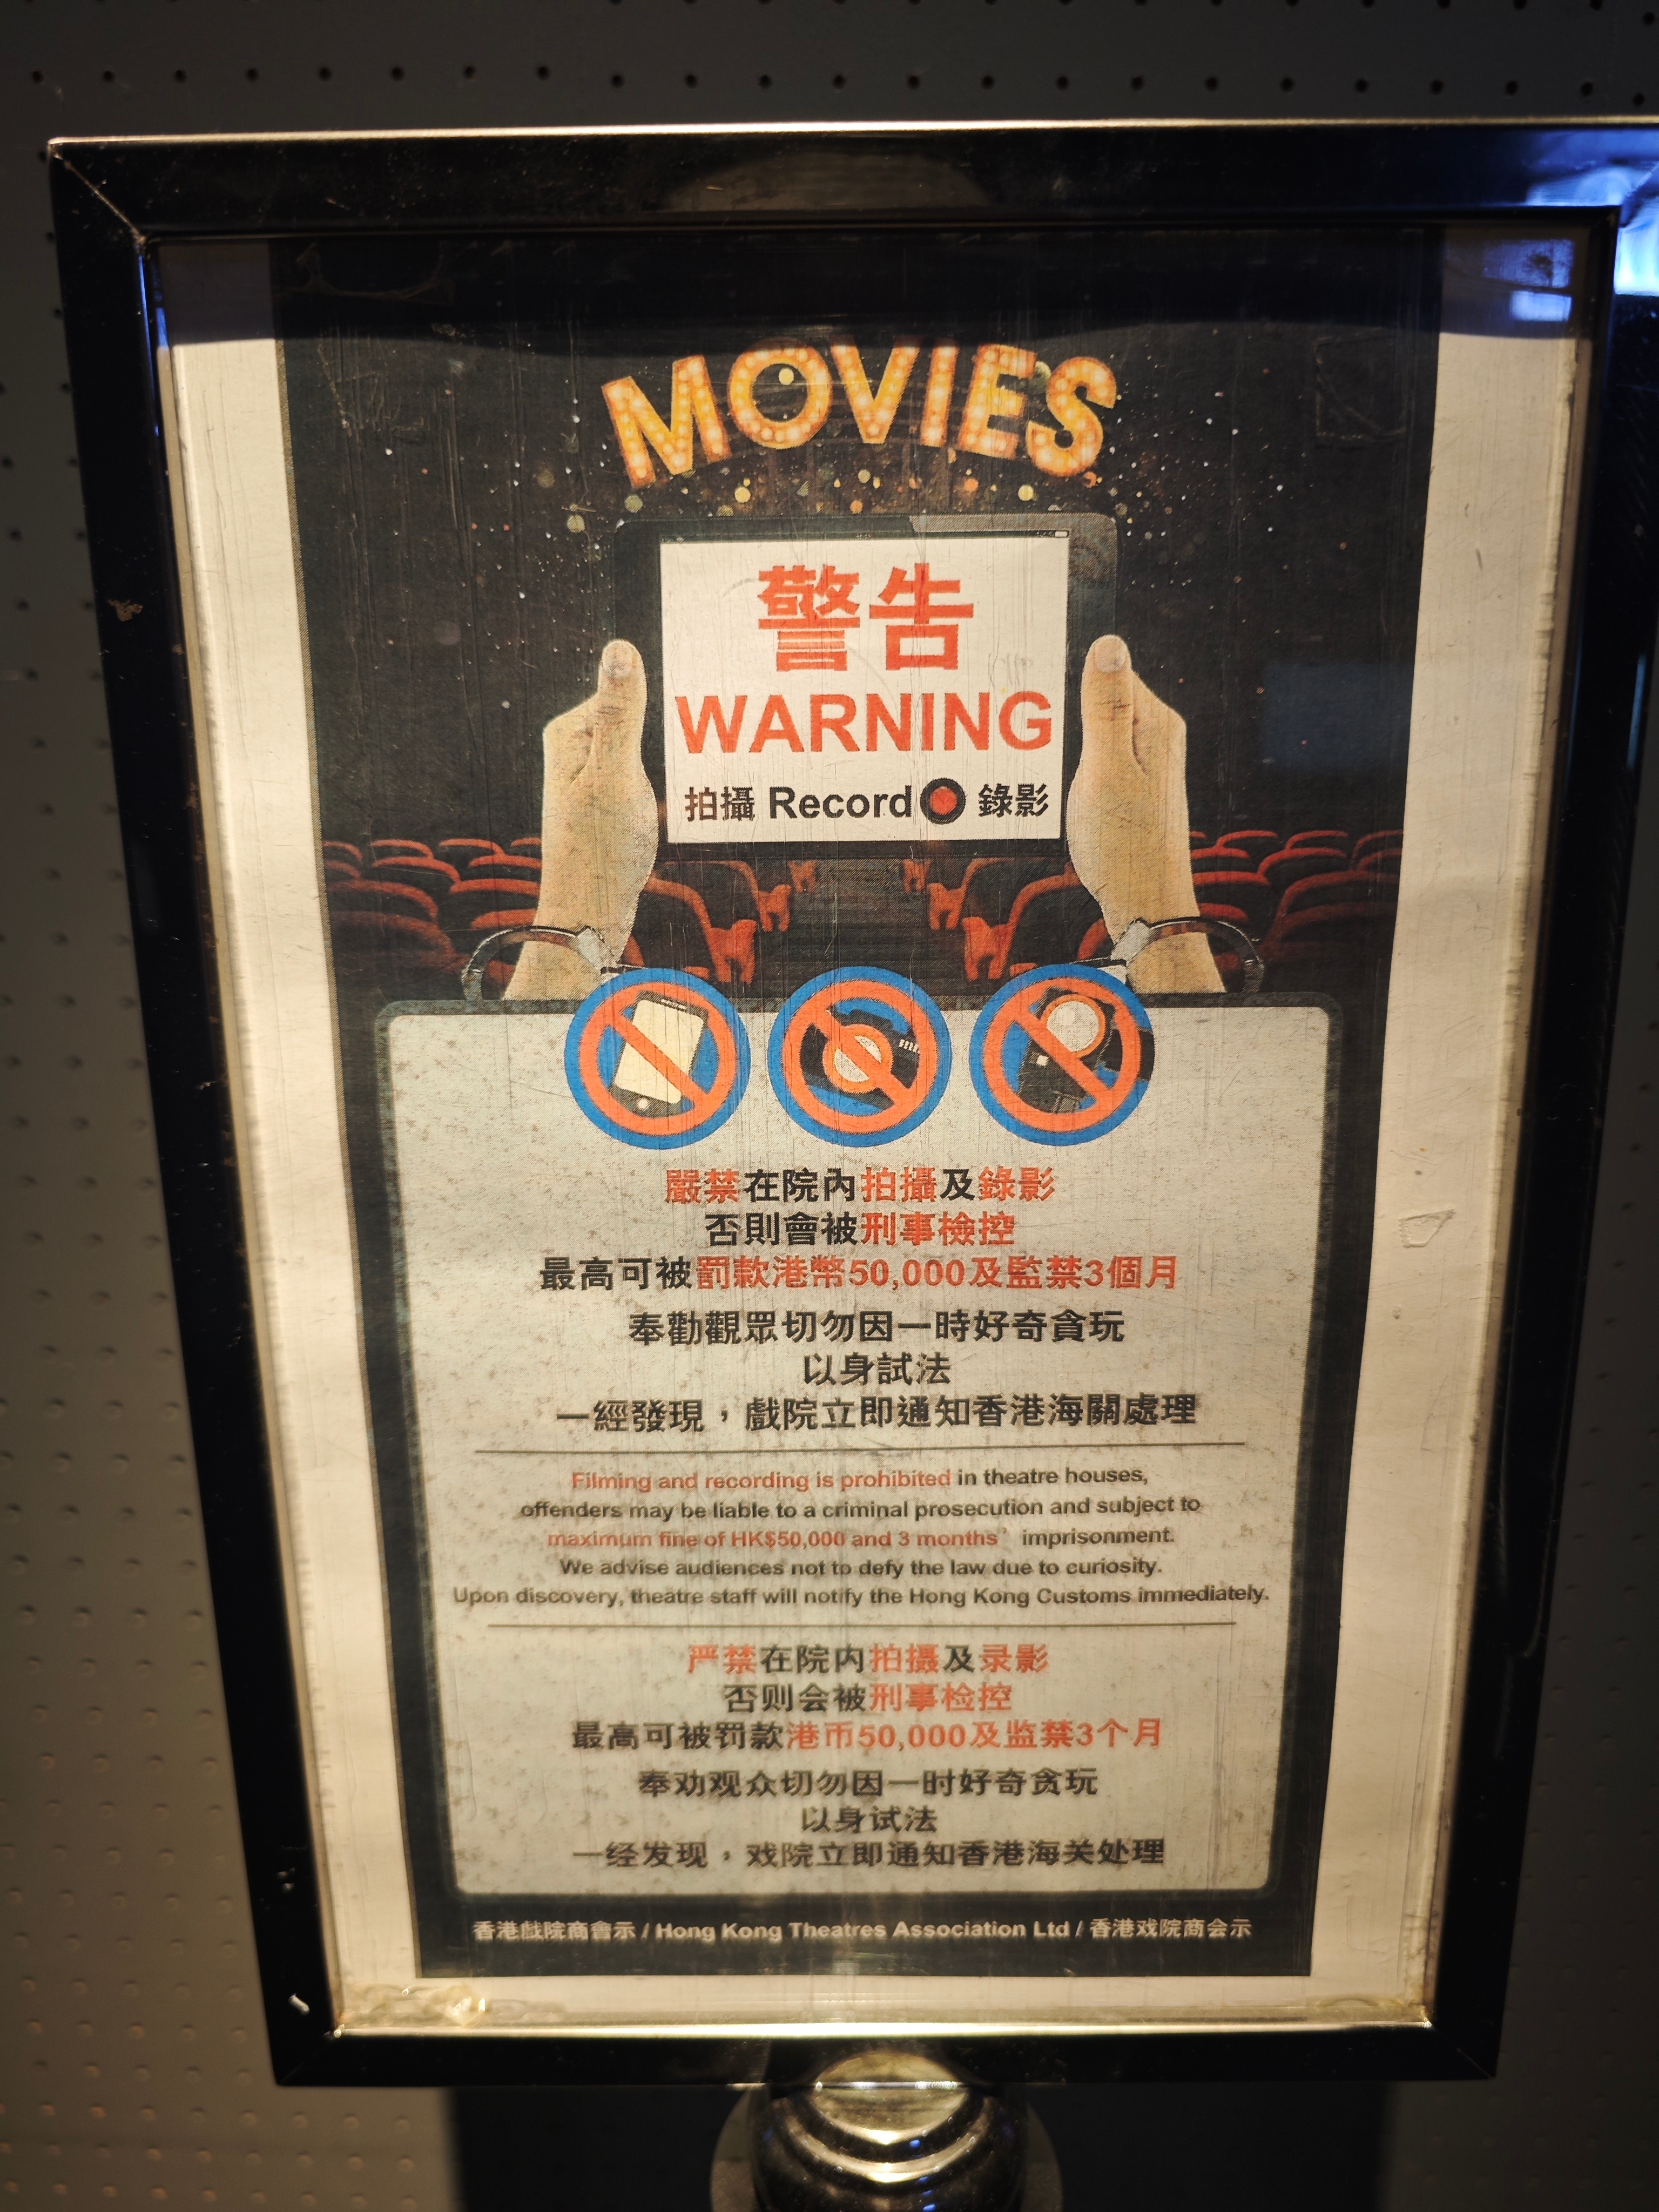 MOVIES
警告
WARNING
拍攝 Record 錄影
嚴禁在院內拍攝及錄影
否則會被刑事檢控
最高可被罰款港幣50,000及監禁3個月
奉勸觀眾切勿因一時好奇貪玩
以身試法
一經發現，戲院立即通知香港海關處理
Filming and recording is prohibited in theatre houses,
offenders may be liable to a criminal prosecution and subject to
maximum fine of HK$50,000 and 3 months' imprisonment.
We advise audiences not to defy the law due to curiosity.
Upon discovery, theatre staff will notify the Hong Kong Customs immediately.
严禁在院内拍摄及录影
否则会被刑事检控
最高可被罚款港币50,000及监禁3个月
奉劝观众切勿因一时好奇贪玩
以身试法
一经发现，戏院立即通知香港海关处理
香港戲院商會示 / Hong Kong Theatres Association Ltd / 香港戏院商会示